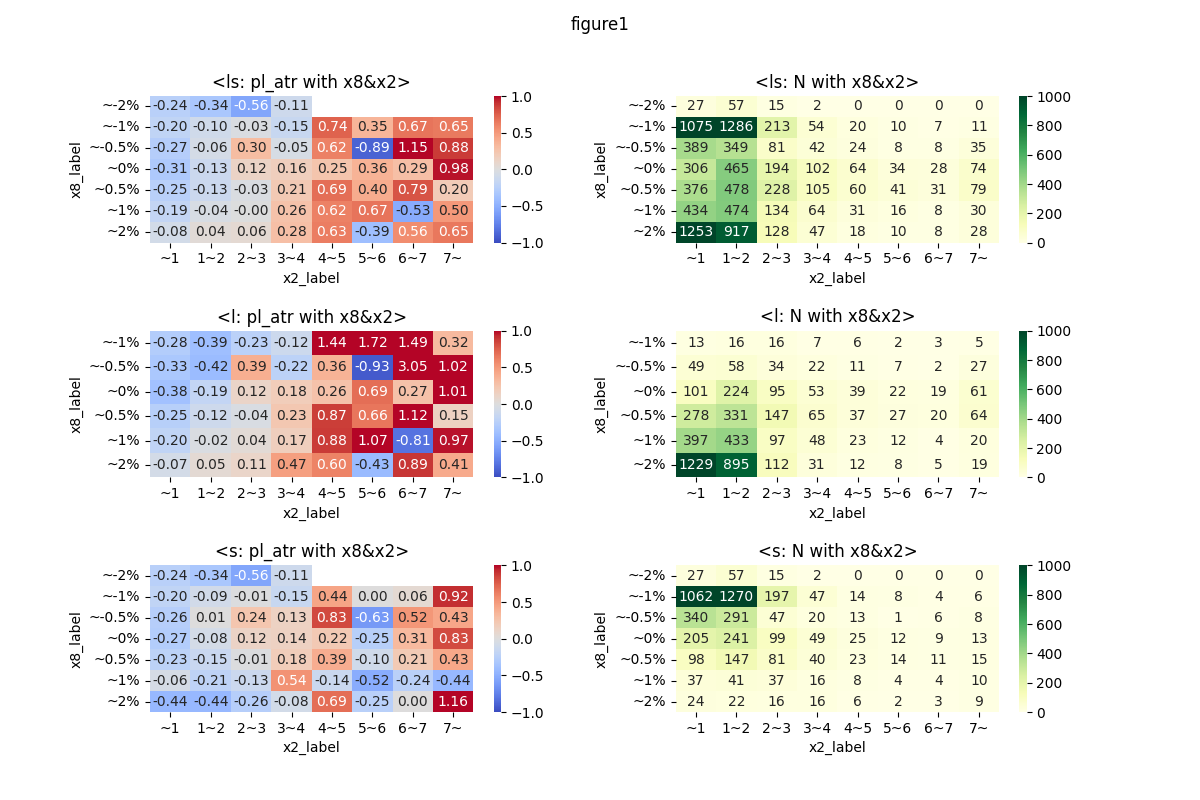 figure1
<ls: pl_atr with x8&x2>
x8_label
~-2% -0.24 -0.34 -0.56 -0.11
~-1% -0.20 -0.10 -0.03 -0.15 0.74 0.35 0.67 0.65
~-0.5% -0.27 -0.06 0.30 -0.05 0.62 -0.89 1.15 0.88
~0% -0.31 -0.13 0.12 0.16 0.25 0.36 0.29 0.98
~0.5% -0.25 -0.13 -0.03 0.21 0.69 0.40 0.79 0.20
~1% -0.19 -0.04 -0.00 0.26 0.62 0.67 -0.53 0.50
~2% -0.08 0.04 0.06 0.28 0.63 -0.39 0.56 0.65
~1 1~2 2~3 3~4 4~5 5~6 6~7 7~
x2_label
1.0
0.5
0.0
−0.5
−1.0
<ls: N with x8&x2>
x8_label
~-2% 27 57 15 2 0 0 0 0
~-1% 1075 1286 213 54 20 10 7 11
~-0.5% 389 349 81 42 24 8 8 35
~0% 306 465 194 102 64 34 28 74
~0.5% 376 478 228 105 60 41 31 79
~1% 434 474 134 64 31 16 8 30
~2% 1253 917 128 47 18 10 8 28
~1 1~2 2~3 3~4 4~5 5~6 6~7 7~
x2_label
1000
800
600
400
200
0
<l: pl_atr with x8&x2>
x8_label
~-1% -0.28 -0.39 -0.23 -0.12 1.44 1.72 1.49 0.32
~-0.5% -0.33 -0.42 0.39 -0.22 0.36 -0.93 3.05 1.02
~0% -0.38 -0.19 0.12 0.18 0.26 0.69 0.27 1.01
~0.5% -0.25 -0.12 -0.04 0.23 0.87 0.66 1.12 0.15
~1% -0.20 -0.02 0.04 0.17 0.88 1.07 -0.81 0.97
~2% -0.07 0.05 0.11 0.47 0.60 -0.43 0.89 0.41
~1 1~2 2~3 3~4 4~5 5~6 6~7 7~
x2_label
1.0
0.5
0.0
−0.5
−1.0
<l: N with x8&x2>
x8_label
~-1% 13 16 16 7 6 2 3 5
~-0.5% 49 58 34 22 11 7 2 27
~0% 101 224 95 53 39 22 19 61
~0.5% 278 331 147 65 37 27 20 64
~1% 397 433 97 48 23 12 4 20
~2% 1229 895 112 31 12 8 5 19
~1 1~2 2~3 3~4 4~5 5~6 6~7 7~
x2_label
1000
800
600
400
200
0
<s: pl_atr with x8&x2>
x8_label
~-2% -0.24 -0.34 -0.56 -0.11
~-1% -0.20 -0.09 -0.01 -0.15 0.44 0.00 0.06 0.92
~-0.5% -0.26 0.01 0.24 0.13 0.83 -0.63 0.52 0.43
~0% -0.27 -0.08 0.12 0.14 0.22 -0.25 0.31 0.83
~0.5% -0.23 -0.15 -0.01 0.18 0.39 -0.10 0.21 0.43
~1% -0.06 -0.21 -0.13 0.54 -0.14 -0.52 -0.24 -0.44
~2% -0.44 -0.44 -0.26 -0.08 0.69 -0.25 0.00 1.16
~1 1~2 2~3 3~4 4~5 5~6 6~7 7~
x2_label
1.0
0.5
0.0
−0.5
−1.0
<s: N with x8&x2>
x8_label
~-2% 27 57 15 2 0 0 0 0
~-1% 1062 1270 197 47 14 8 4 6
~-0.5% 340 291 47 20 13 1 6 8
~0% 205 241 99 49 25 12 9 13
~0.5% 98 147 81 40 23 14 11 15
~1% 37 41 37 16 8 4 4 10
~2% 24 22 16 16 6 2 3 9
~1 1~2 2~3 3~4 4~5 5~6 6~7 7~
x2_label
1000
800
600
400
200
0